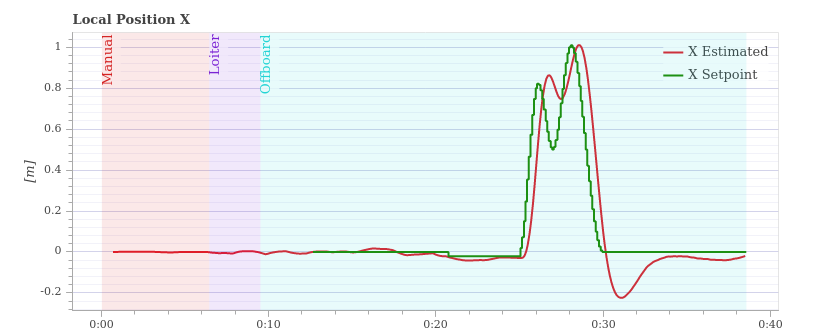 Local Position X
Manual
Loiter
Offboard
X Estimated
X Setpoint
[m]
1
0.8
0.6
0.4
0.2
0
-0.2
0:00
0:10
0:20
0:30
0:40